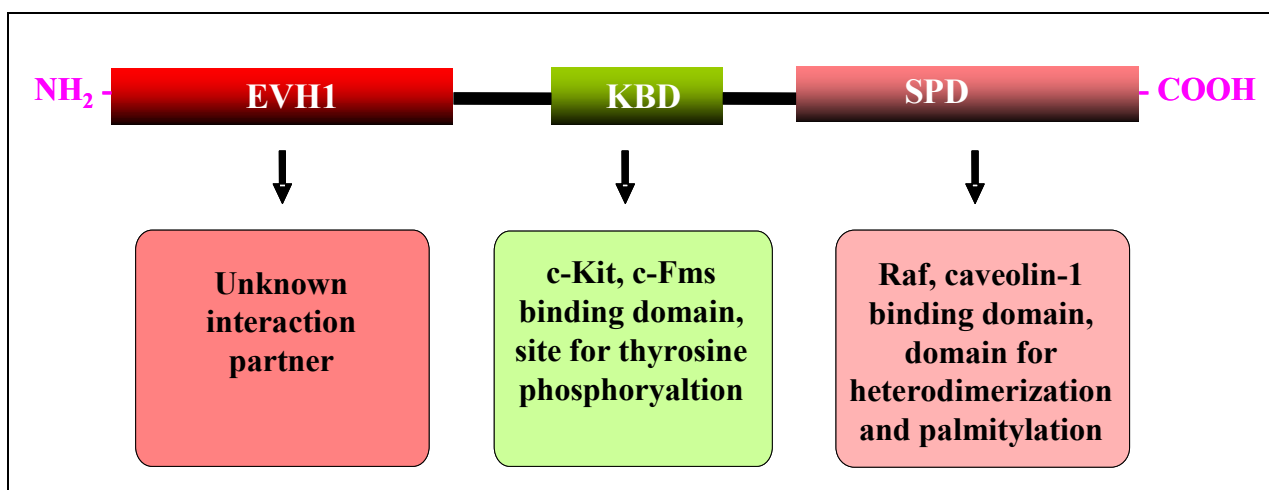 NH2 EVH1 KBD SPD COOH
Unknown
interaction
partner
c-Kit, c-Fms
binding domain,
site for thyrosine
phosphoryaltion
Raf, caveolin-1
binding domain,
domain for
heterodimerization
and palmitylation